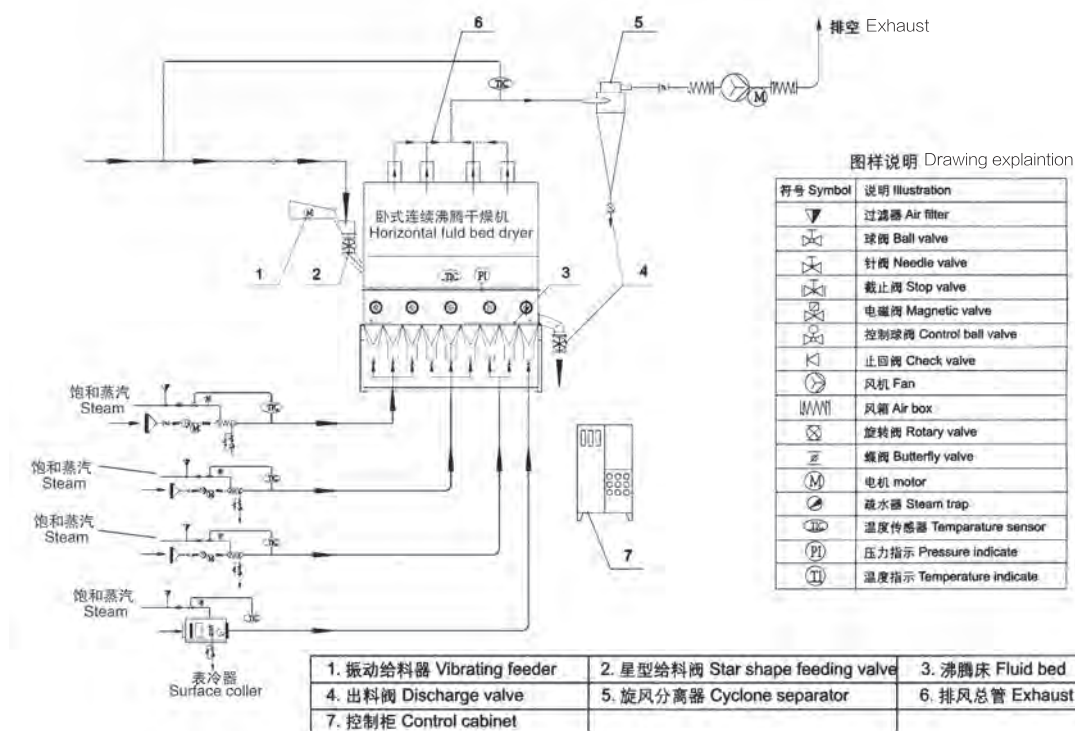 6
5
排空 Exhaust
TIC
M
图样说明 Drawing explaintion
符号 Symbol 说明 Illustration
过滤器 Air filter
球阀 Ball valve
针阀 Needle valve
截止阀 Stop valve
电磁阀 Magnetic valve
控制球阀 Control ball valve
止回阀 Check valve
风机 Fan
风箱 Air box
旋转阀 Rotary valve
蝶阀 Butterfly valve
M 电机 motor
疏水器 Steam trap
TIC 温度传感器 Temparature sensor
PI 压力指示 Pressure indicate
TI 温度指示 Temperature indicate
卧式连续沸腾干燥机
Horizontal fuld bed dryer
M
1
2
TIC
PI
3
4
饱和蒸汽
Steam
TIC
饱和蒸汽
Steam
TIC
饱和蒸汽
Steam
TIC
饱和蒸汽
Steam
TIC
表冷器
Surface coller
7
1. 振动给料器 Vibrating feeder 2. 星型给料阀 Star shape feeding valve 3. 沸腾床 Fluid bed
4. 出料阀 Discharge valve 5. 旋风分离器 Cyclone separator 6. 排风总管 Exhaust
7. 控制柜 Control cabinet